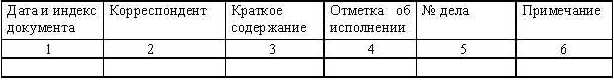 Дата и индекс документа
Корреспондент
Краткое содержание
Отметка об исполнении
№ дела
Примечание
1 2 3 4 5 6